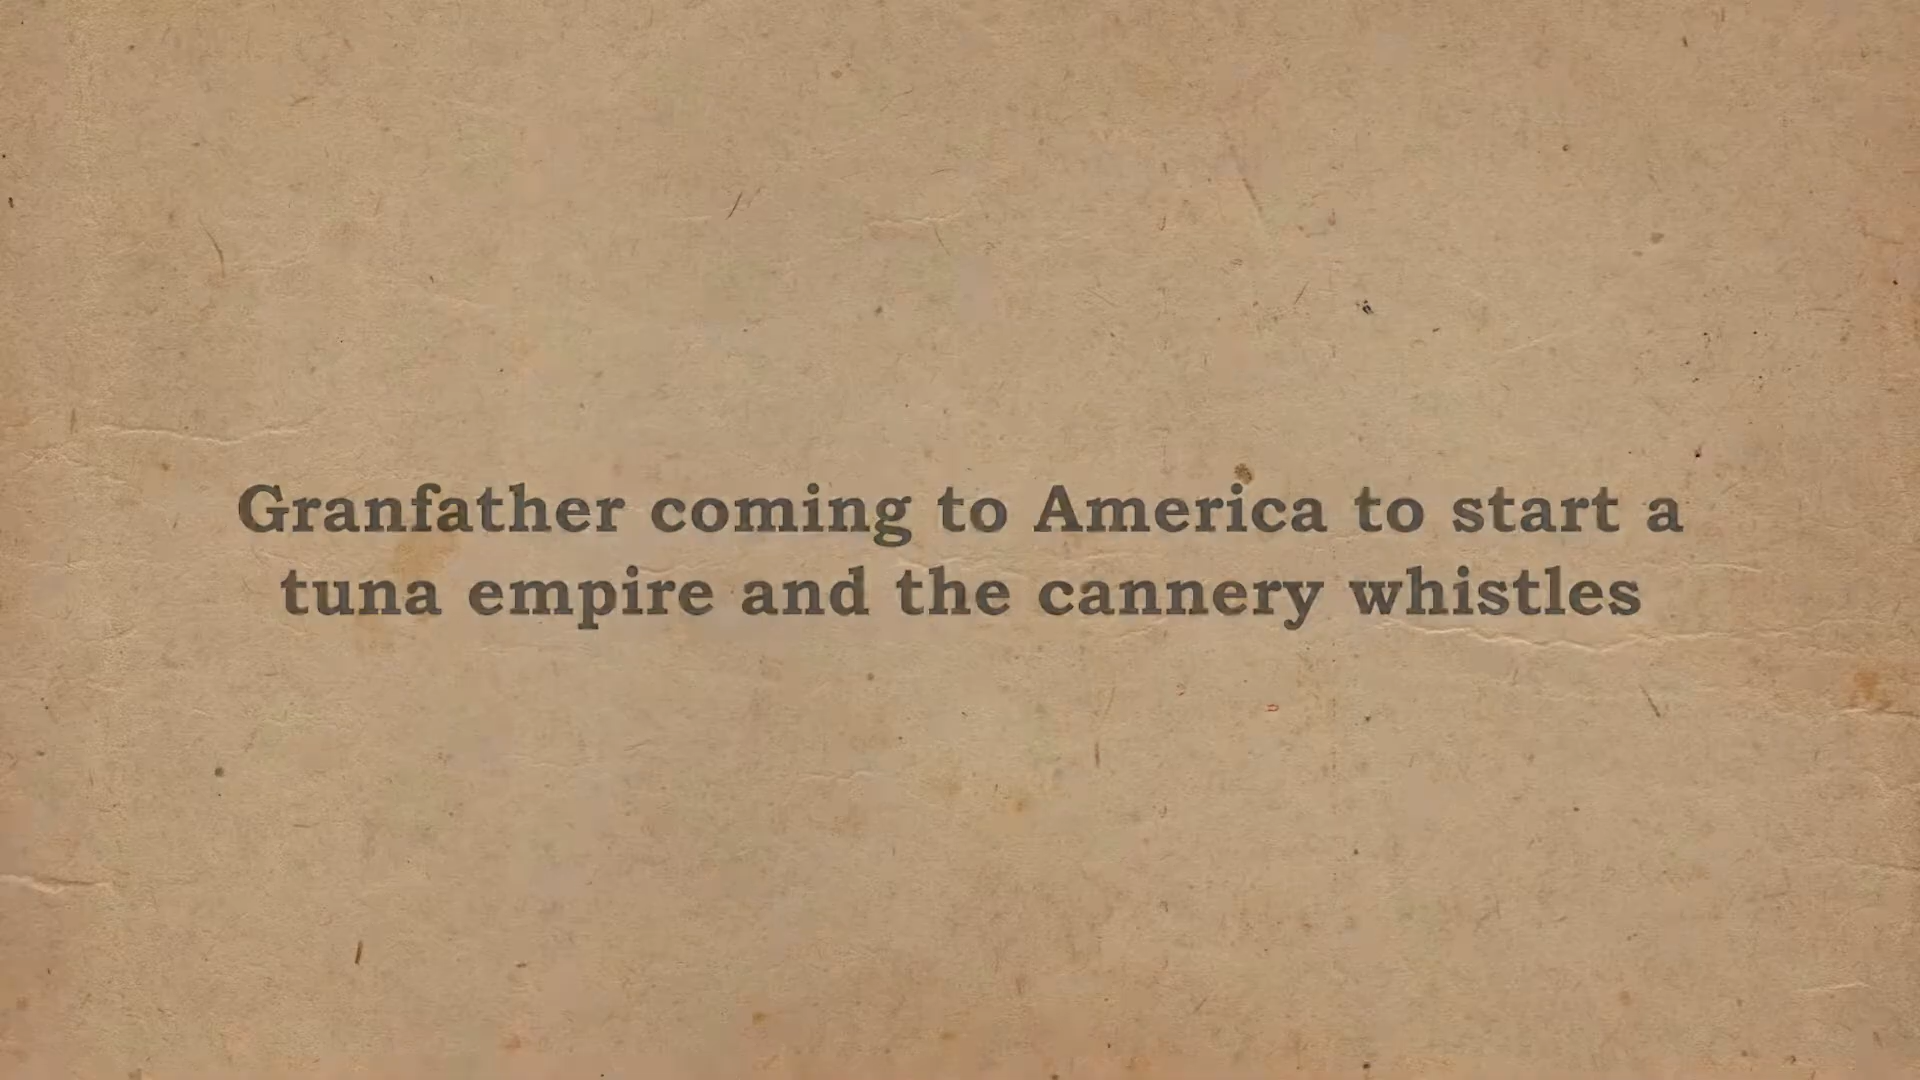 Granfather coming to America to start a
tuna empire and the cannery whistles